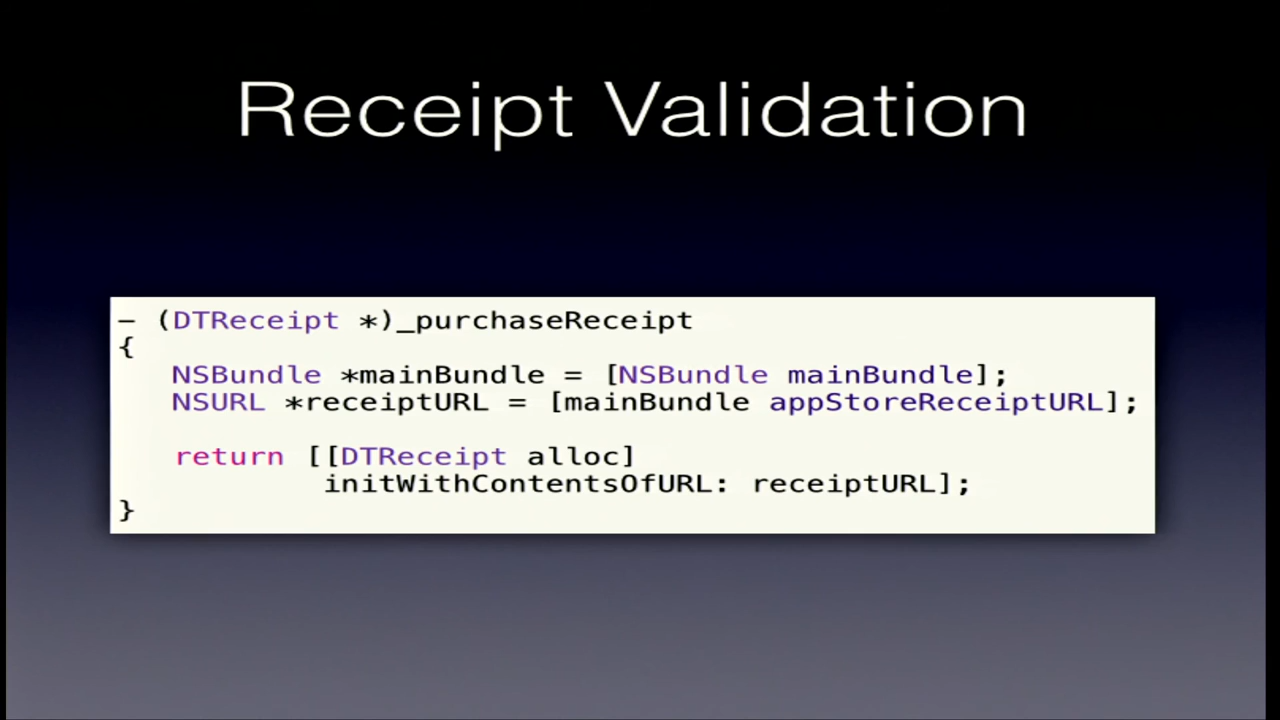 Receipt Validation
– (DTReceipt *)_purchaseReceipt
{
NSBundle *mainBundle = [NSBundle mainBundle];
NSURL *receiptURL = [mainBundle appStoreReceiptURL];
return [[DTReceipt alloc]
initWithContentsOfURL: receiptURL];
}